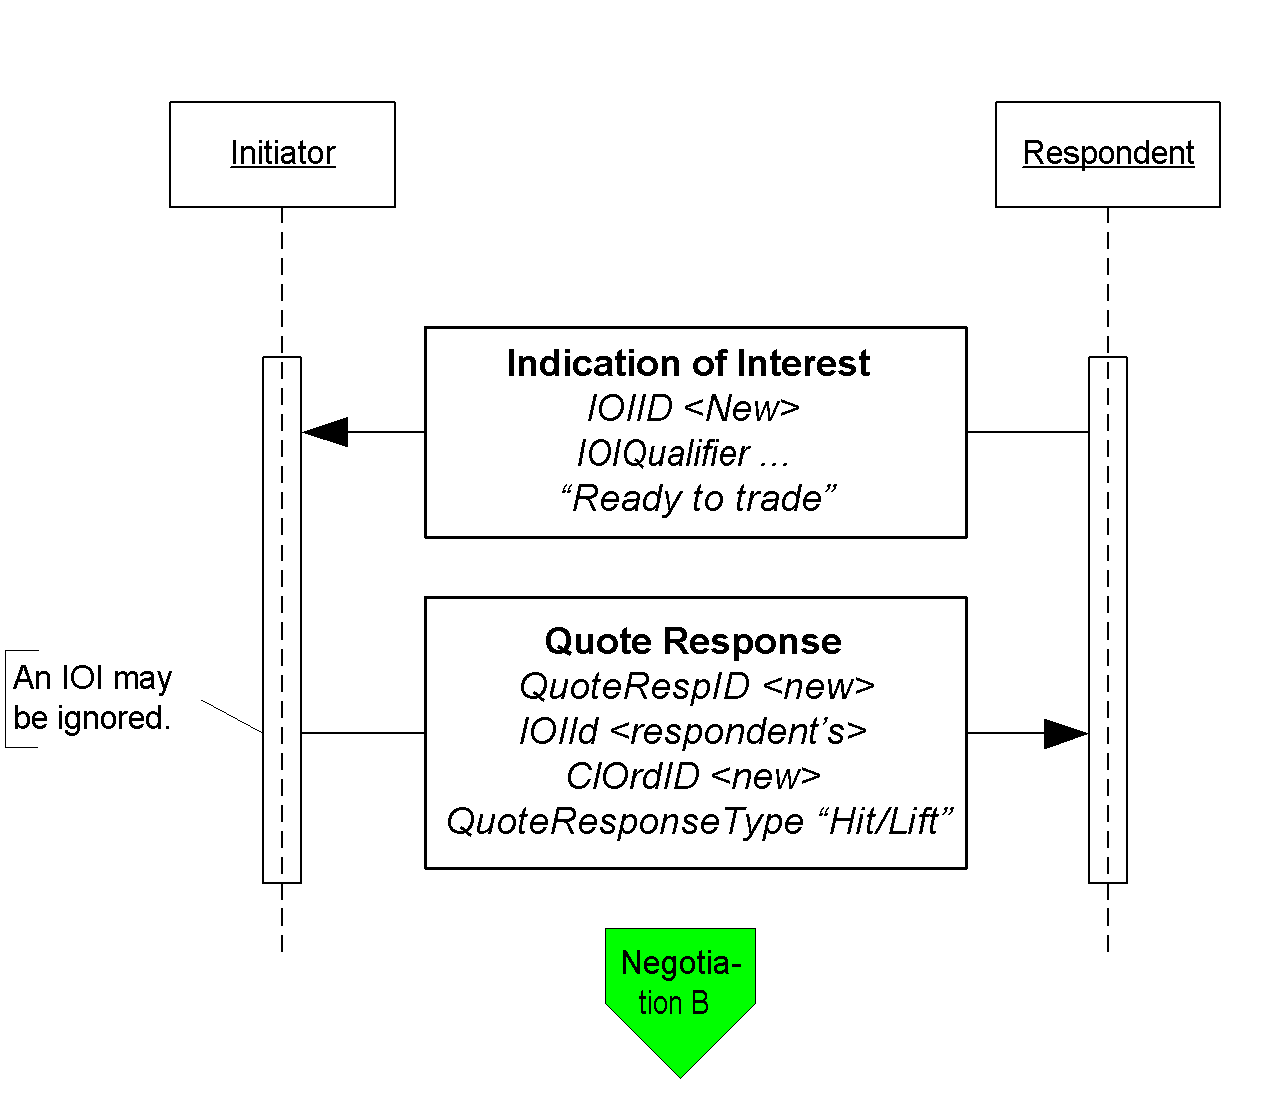 Initiator
Respondent
Indication of Interest
IOIID <New>
IOIQualifier ...
“Ready to trade”
Quote Response
QuoteRespID <new>
IOIId <respondent’s>
ClOrdID <new>
QuoteResponseType “Hit/Lift”
An IOI may
be ignored.
Negotia-
tion B